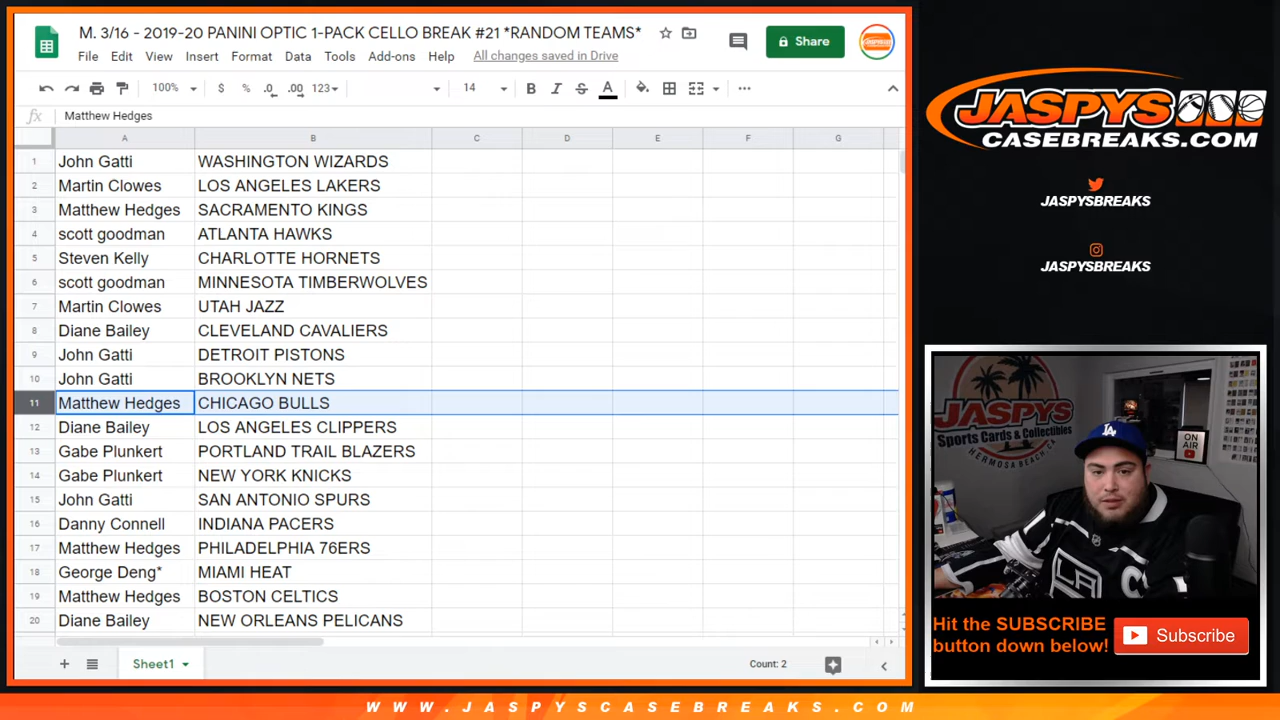 M. 3/16 - 2019-20 PANINI OPTIC 1-PACK CELLO BREAK #21 *RANDOM TEAMS*
Share
File Edit View Insert Format Data Tools Add-ons Help All changes saved in Drive
100% $ % .0 .00 123 14 B I S A
fx Matthew Hedges
A B C D E F G
1 John Gatti WASHINGTON WIZARDS
2 Martin Clowes LOS ANGELES LAKERS
3 Matthew Hedges SACRAMENTO KINGS
4 scott goodman ATLANTA HAWKS
5 Steven Kelly CHARLOTTE HORNETS
6 scott goodman MINNESOTA TIMBERWOLVES
7 Martin Clowes UTAH JAZZ
8 Diane Bailey CLEVELAND CAVALIERS
9 John Gatti DETROIT PISTONS
10 John Gatti BROOKLYN NETS
11 Matthew Hedges CHICAGO BULLS
12 Diane Bailey LOS ANGELES CLIPPERS
13 Gabe Plunkert PORTLAND TRAIL BLAZERS
14 Gabe Plunkert NEW YORK KNICKS
15 John Gatti SAN ANTONIO SPURS
16 Danny Connell INDIANA PACERS
17 Matthew Hedges PHILADELPHIA 76ERS
18 George Deng* MIAMI HEAT
19 Matthew Hedges BOSTON CELTICS
20 Diane Bailey NEW ORLEANS PELICANS
Sheet1
Count: 2
JASPYS
CASEBREAKS.COM
JASPYSBREAKS
JASPYSBREAKS
JASPYS
Sports Cards & Collectibles
HERMOSA BEACH, CA
ON AIR
LA
LA
C
Hit the SUBSCRIBE
button down below!
Subscribe
WWW.JASPYSCASEBREAKS.COM